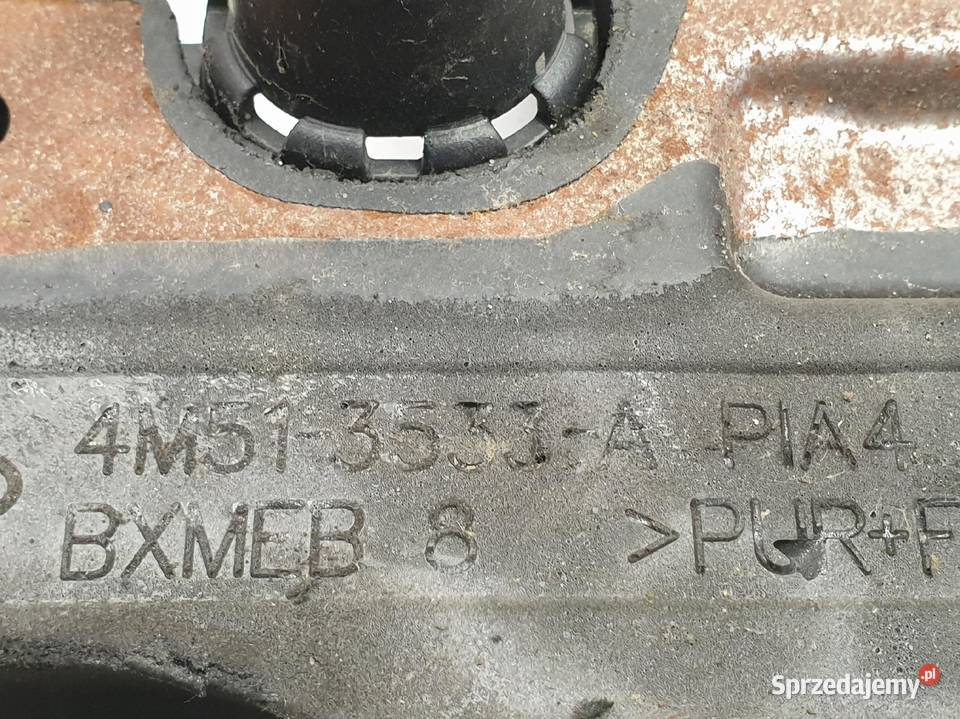 4M51-3533-A PIA4
BXMEB 8 >PUR+F
Sprzedajemy.pl